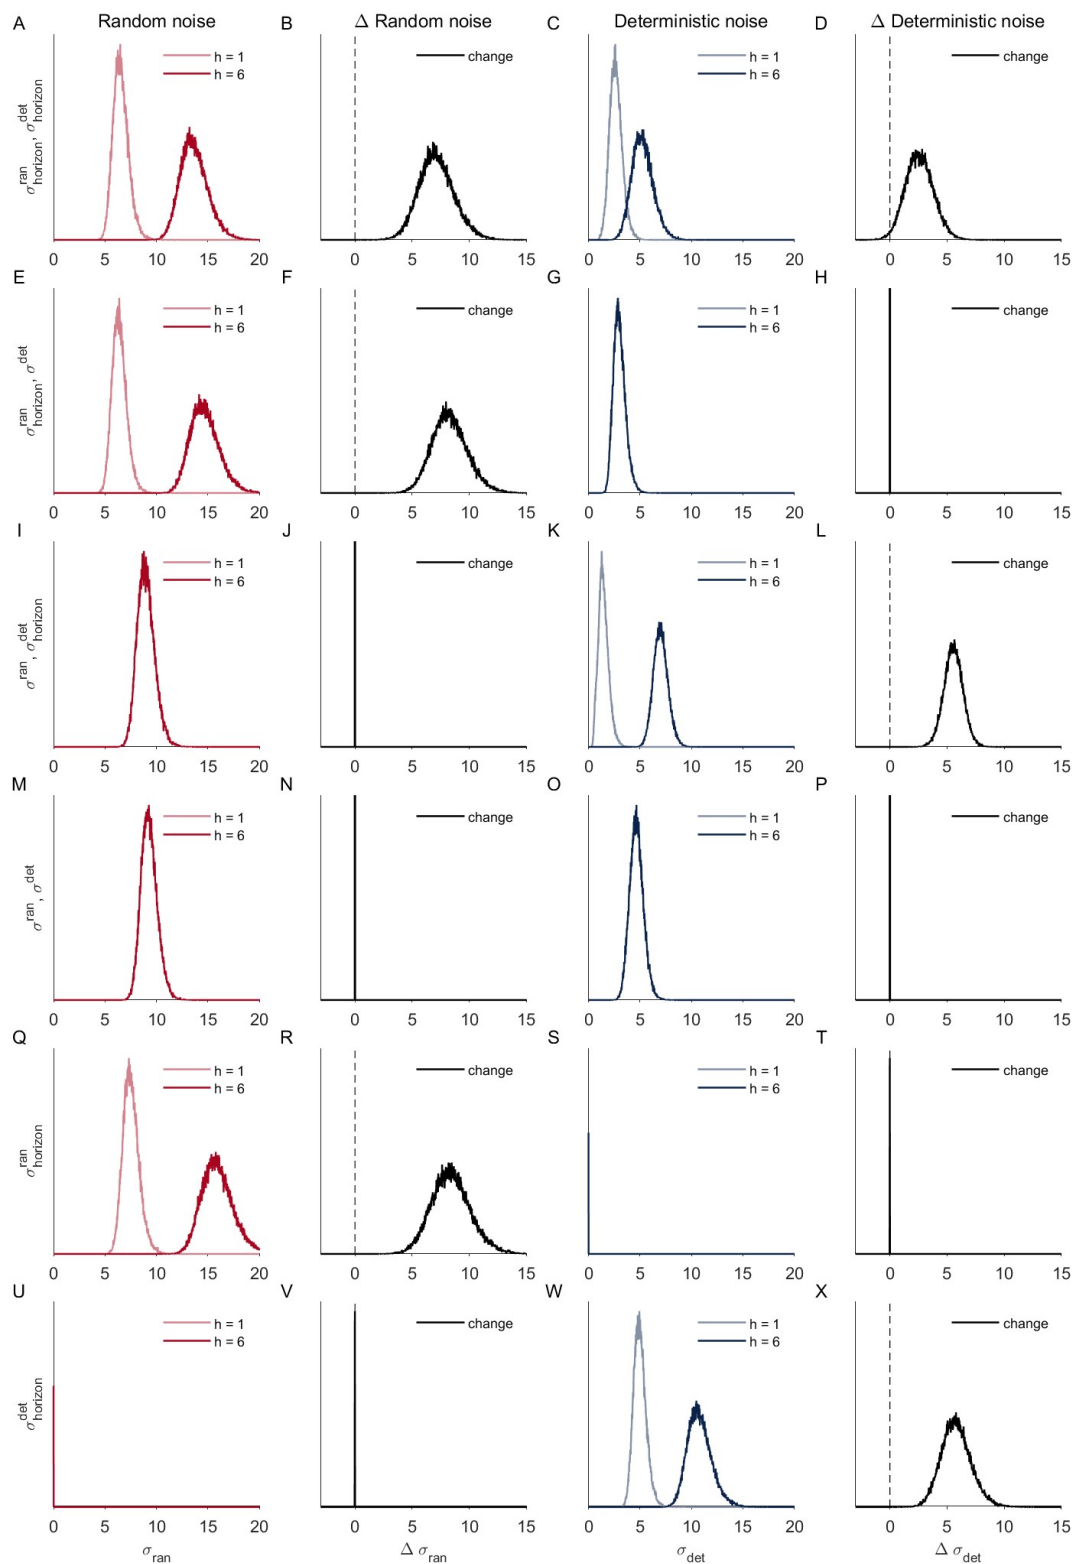 A Random noise B Δ Random noise C Deterministic noise D Δ Deterministic noise
σ^ran_horizon, σ^det_horizon
h = 1
h = 6
change
h = 1
h = 6
change
0 5 10 15 20 0 5 10 15 0 5 10 15 20 0 5 10 15
E F G H
σ^ran_horizon, σ^det
h = 1
h = 6
change
h = 1
h = 6
change
0 5 10 15 20 0 5 10 15 0 5 10 15 20 0 5 10 15
I J K L
σ^ran, σ^det_horizon
h = 1
h = 6
change
h = 1
h = 6
change
0 5 10 15 20 0 5 10 15 0 5 10 15 20 0 5 10 15
M N O P
σ^ran, σ^det
h = 1
h = 6
change
h = 1
h = 6
change
0 5 10 15 20 0 5 10 15 0 5 10 15 20 0 5 10 15
Q R S T
σ^ran_horizon
h = 1
h = 6
change
h = 1
h = 6
change
0 5 10 15 20 0 5 10 15 0 5 10 15 20 0 5 10 15
U V W X
σ^det_horizon
h = 1
h = 6
change
h = 1
h = 6
change
0 5 10 15 20 0 5 10 15 0 5 10 15 20 0 5 10 15
σ_ran Δ σ_ran σ_det Δ σ_det